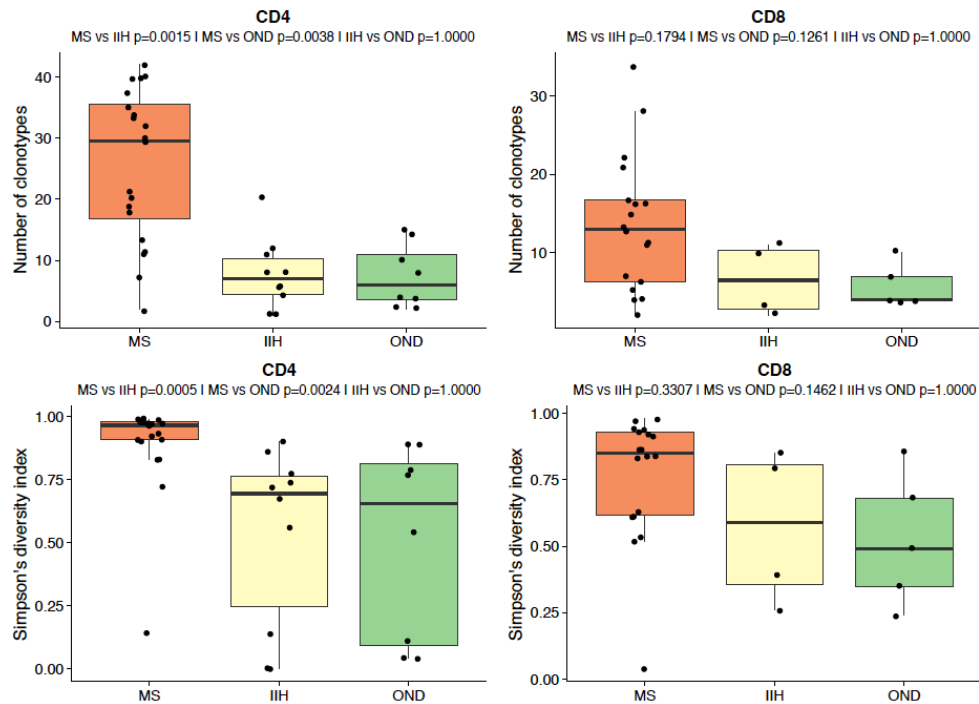 CD4
MS vs IIH p=0.0015 I MS vs OND p=0.0038 I IIH vs OND p=1.0000
Number of clonotypes
40
30
20
10
0
MS IIH OND
CD8
MS vs IIH p=0.1794 I MS vs OND p=0.1261 I IIH vs OND p=1.0000
Number of clonotypes
30
20
10
MS IIH OND
CD4
MS vs IIH p=0.0005 I MS vs OND p=0.0024 I IIH vs OND p=1.0000
Simpson's diversity index
1.00
0.75
0.50
0.25
0.00
MS IIH OND
CD8
MS vs IIH p=0.3307 I MS vs OND p=0.1462 I IIH vs OND p=1.0000
Simpson's diversity index
1.00
0.75
0.50
0.25
0.00
MS IIH OND